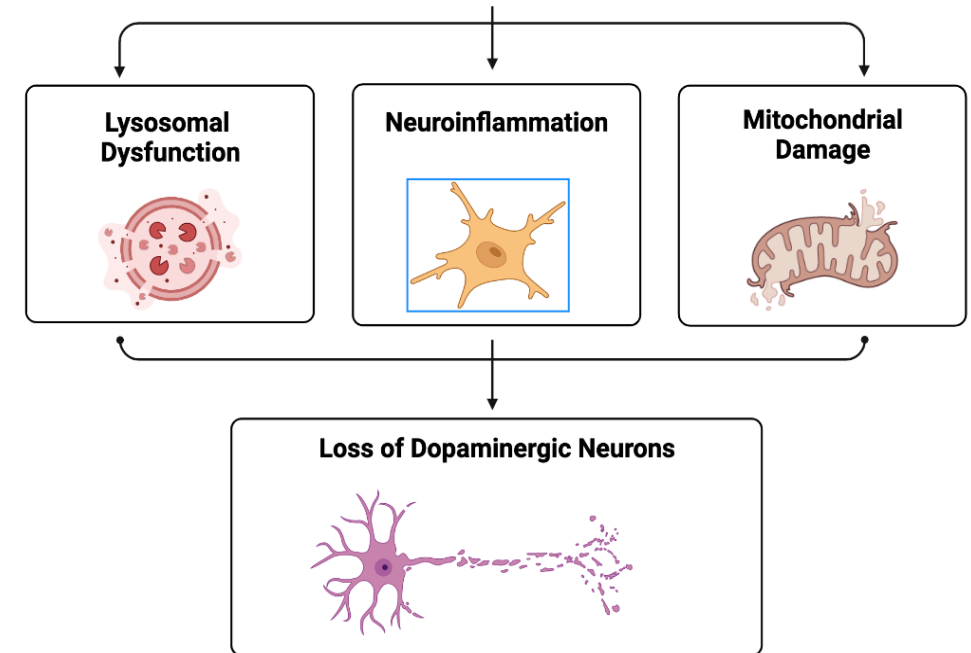 Lysosomal
Dysfunction
Neuroinflammation
Mitochondrial
Damage
Loss of Dopaminergic Neurons